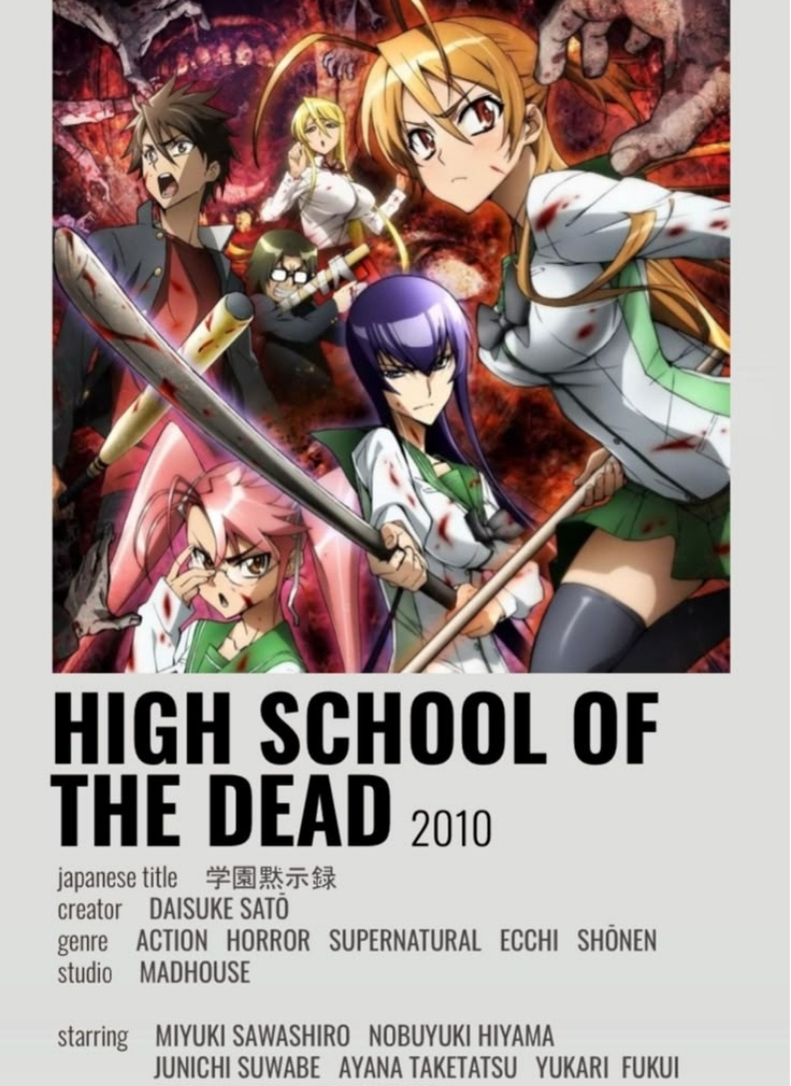 HIGH SCHOOL OF
THE DEAD 2010
japanese title 学園黙示録
creator DAISUKE SATŌ
genre ACTION HORROR SUPERNATURAL ECCHI SHŌNEN
studio MADHOUSE
starring MIYUKI SAWASHIRO NOBUYUKI HIYAMA
JUNICHI SUWABE AYANA TAKETATSU YUKARI FUKUI